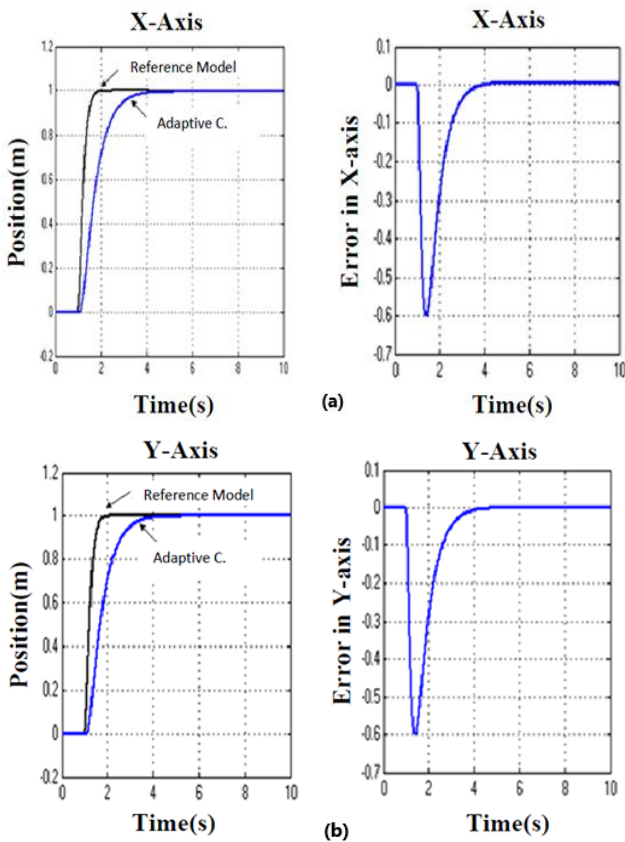 X-Axis
1.2
1
0.8
0.6
0.4
0.2
0
-0.2
Position(m)
Reference Model
Adaptive C.
0 2 4 6 8 10
Time(s)
X-Axis
0.1
0
-0.1
-0.2
-0.3
-0.4
-0.5
-0.6
-0.7
Error in X-axis
0 2 4 6 8 10
Time(s)
(a)
Y-Axis
1.2
1
0.8
0.6
0.4
0.2
0
-0.2
Position(m)
Reference Model
Adaptive C.
0 2 4 6 8 10
Time(s)
Y-Axis
0.1
0
-0.1
-0.2
-0.3
-0.4
-0.5
-0.6
-0.7
Error in Y-axis
0 2 4 6 8 10
Time(s)
(b)